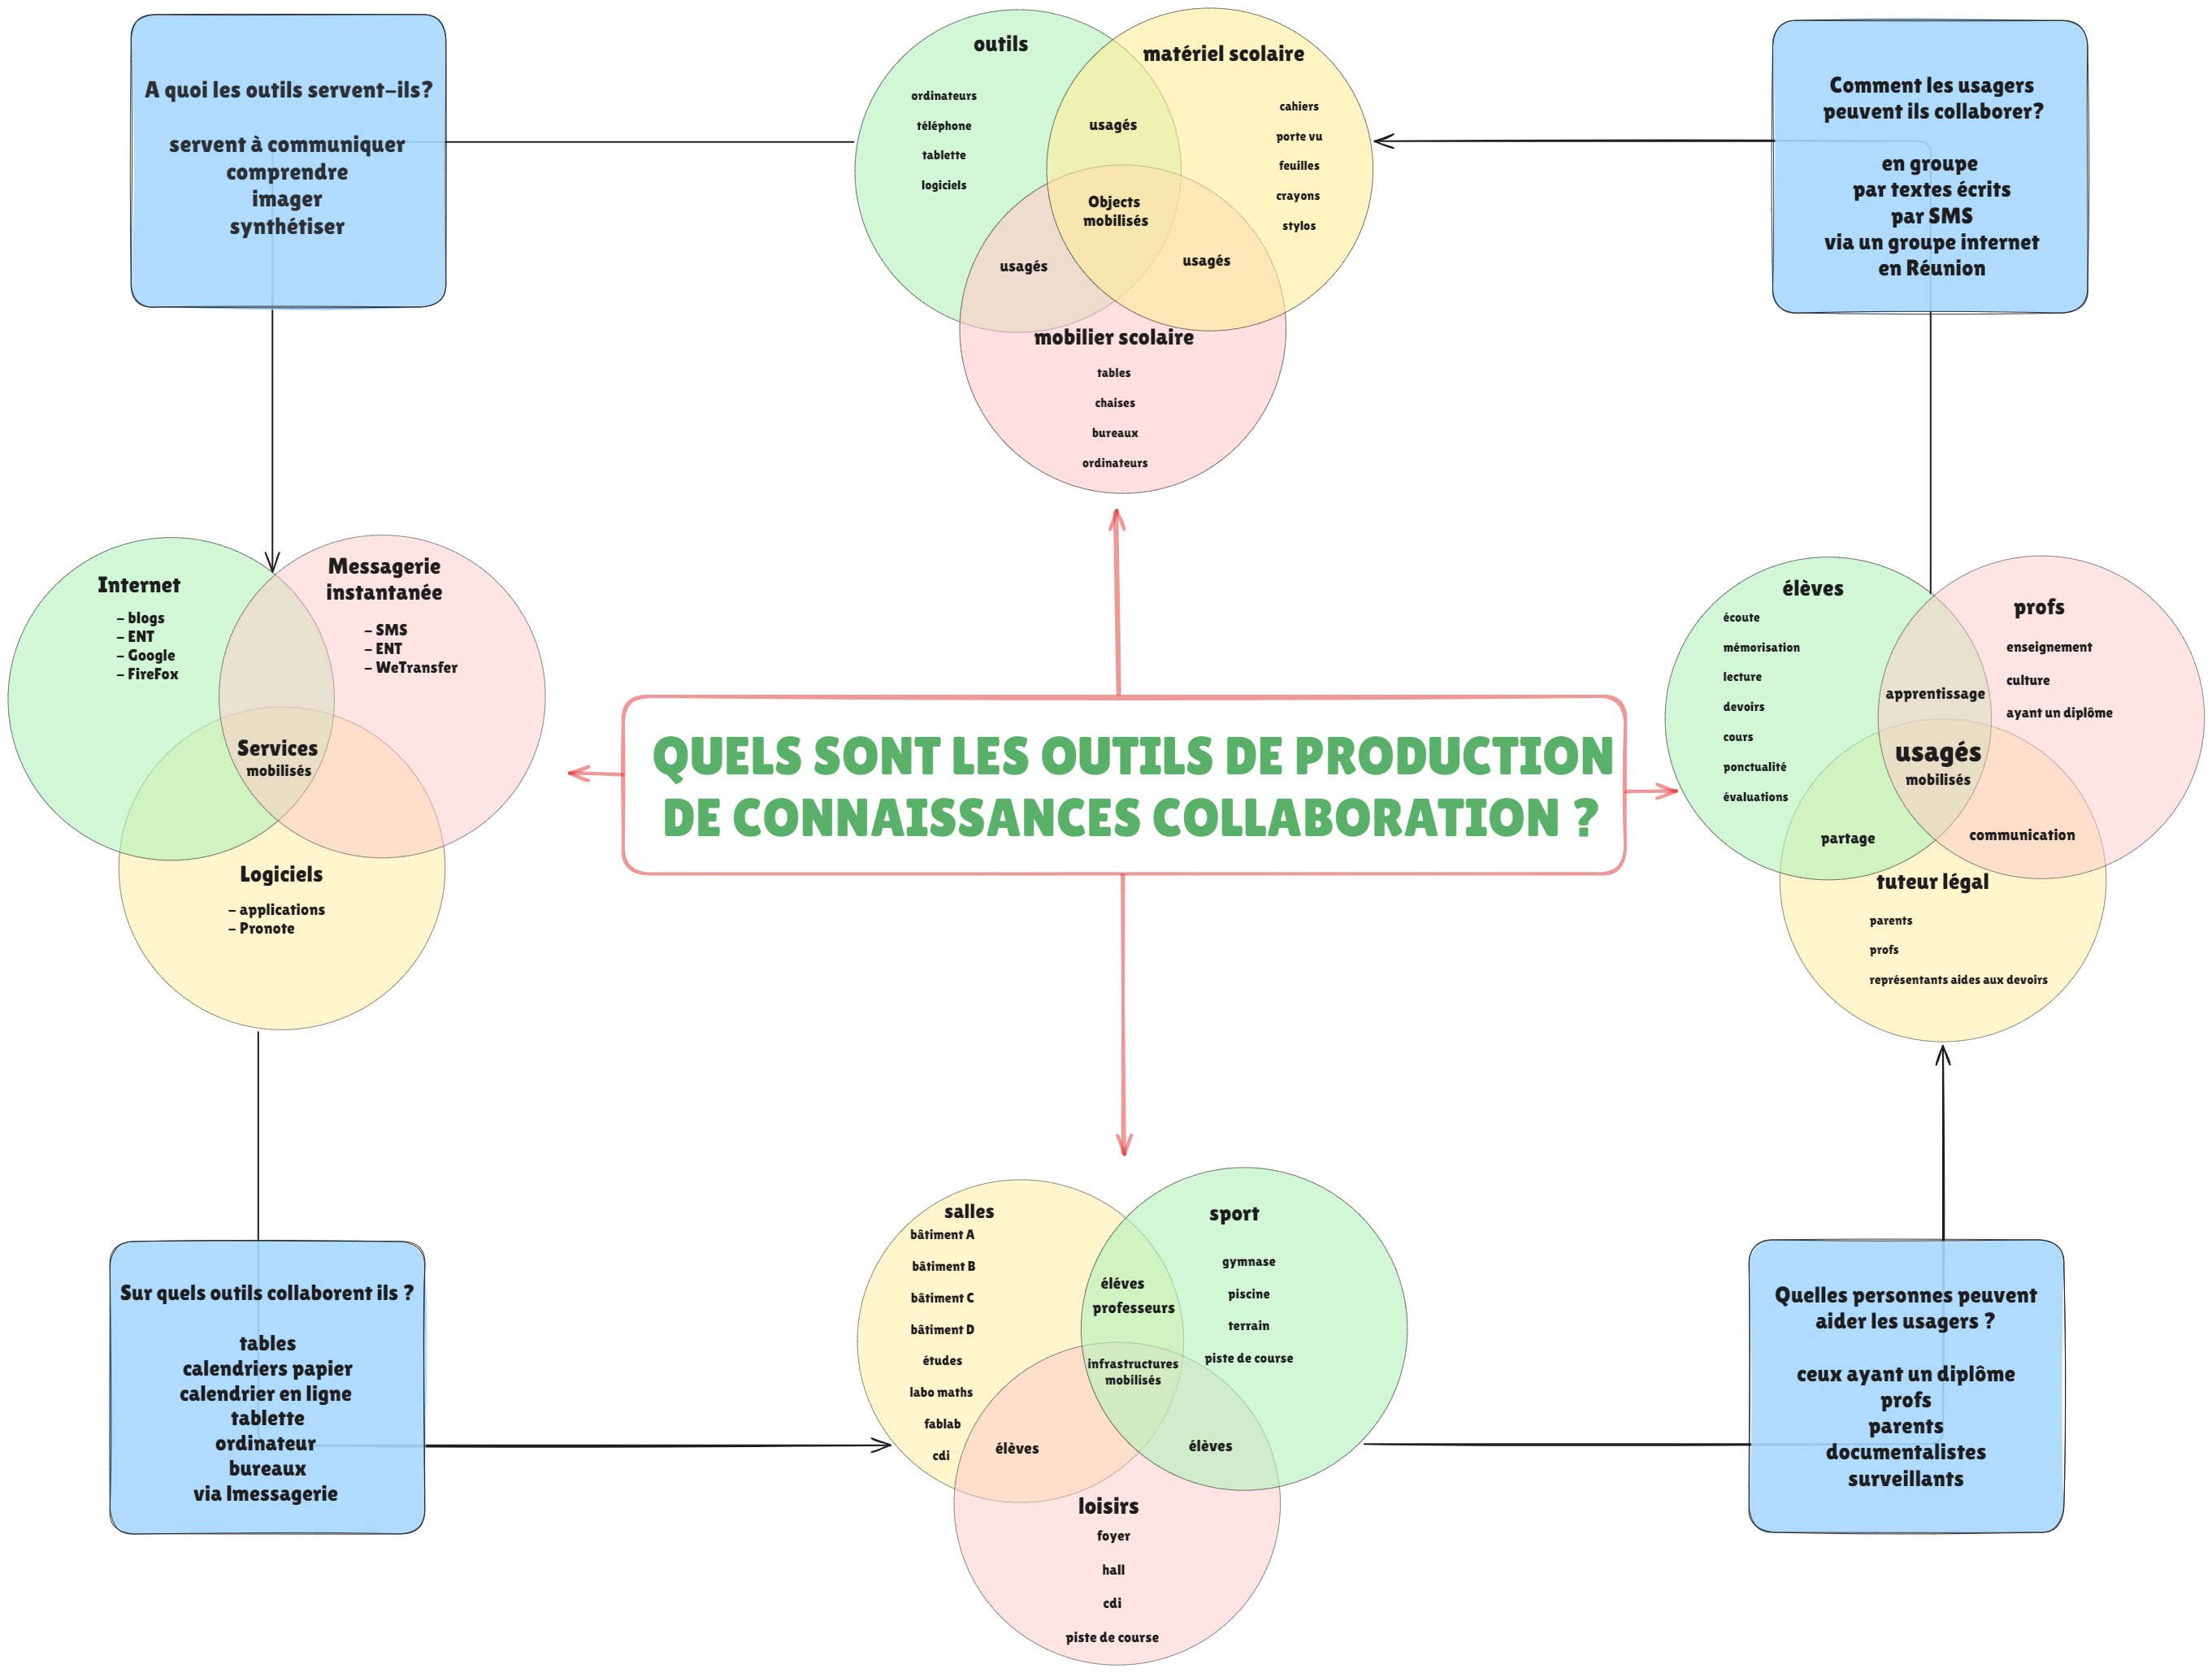 A quoi les outils servent-ils?
servent à communiquer
comprendre
imager
synthétiser
outils
ordinateurs
téléphone
tablette
logiciels
matériel scolaire
cahiers
porte vu
feuilles
crayons
stylos
usagés
Objects
mobilisés
usagés
usagés
mobilier scolaire
tables
chaises
bureaux
ordinateurs
Comment les usagers
peuvent ils collaborer?
en groupe
par textes écrits
par SMS
via un groupe internet
en Réunion
Internet
- blogs
- ENT
- Google
- FireFox
Messagerie
instantanée
- SMS
- ENT
- WeTransfer
Services
mobilisés
Logiciels
- applications
- Pronote
QUELS SONT LES OUTILS DE PRODUCTION
DE CONNAISSANCES COLLABORATION ?
élèves
écoute
mémorisation
lecture
devoirs
cours
ponctualité
évaluations
profs
enseignement
culture
ayant un diplôme
apprentissage
usagés
mobilisés
partage
communication
tuteur légal
parents
profs
représentants aides aux devoirs
Sur quels outils collaborent ils ?
tables
calendriers papier
calendrier en ligne
tablette
ordinateur
bureaux
via lmessagerie
salles
bâtiment A
bâtiment B
bâtiment C
bâtiment D
études
labo maths
fablab
cdi
sport
gymnase
piscine
terrain
piste de course
éléves
professeurs
infrastructures
mobilisés
élèves
élèves
loisirs
foyer
hall
cdi
piste de course
Quelles personnes peuvent
aider les usagers ?
ceux ayant un diplôme
profs
parents
documentalistes
surveillants